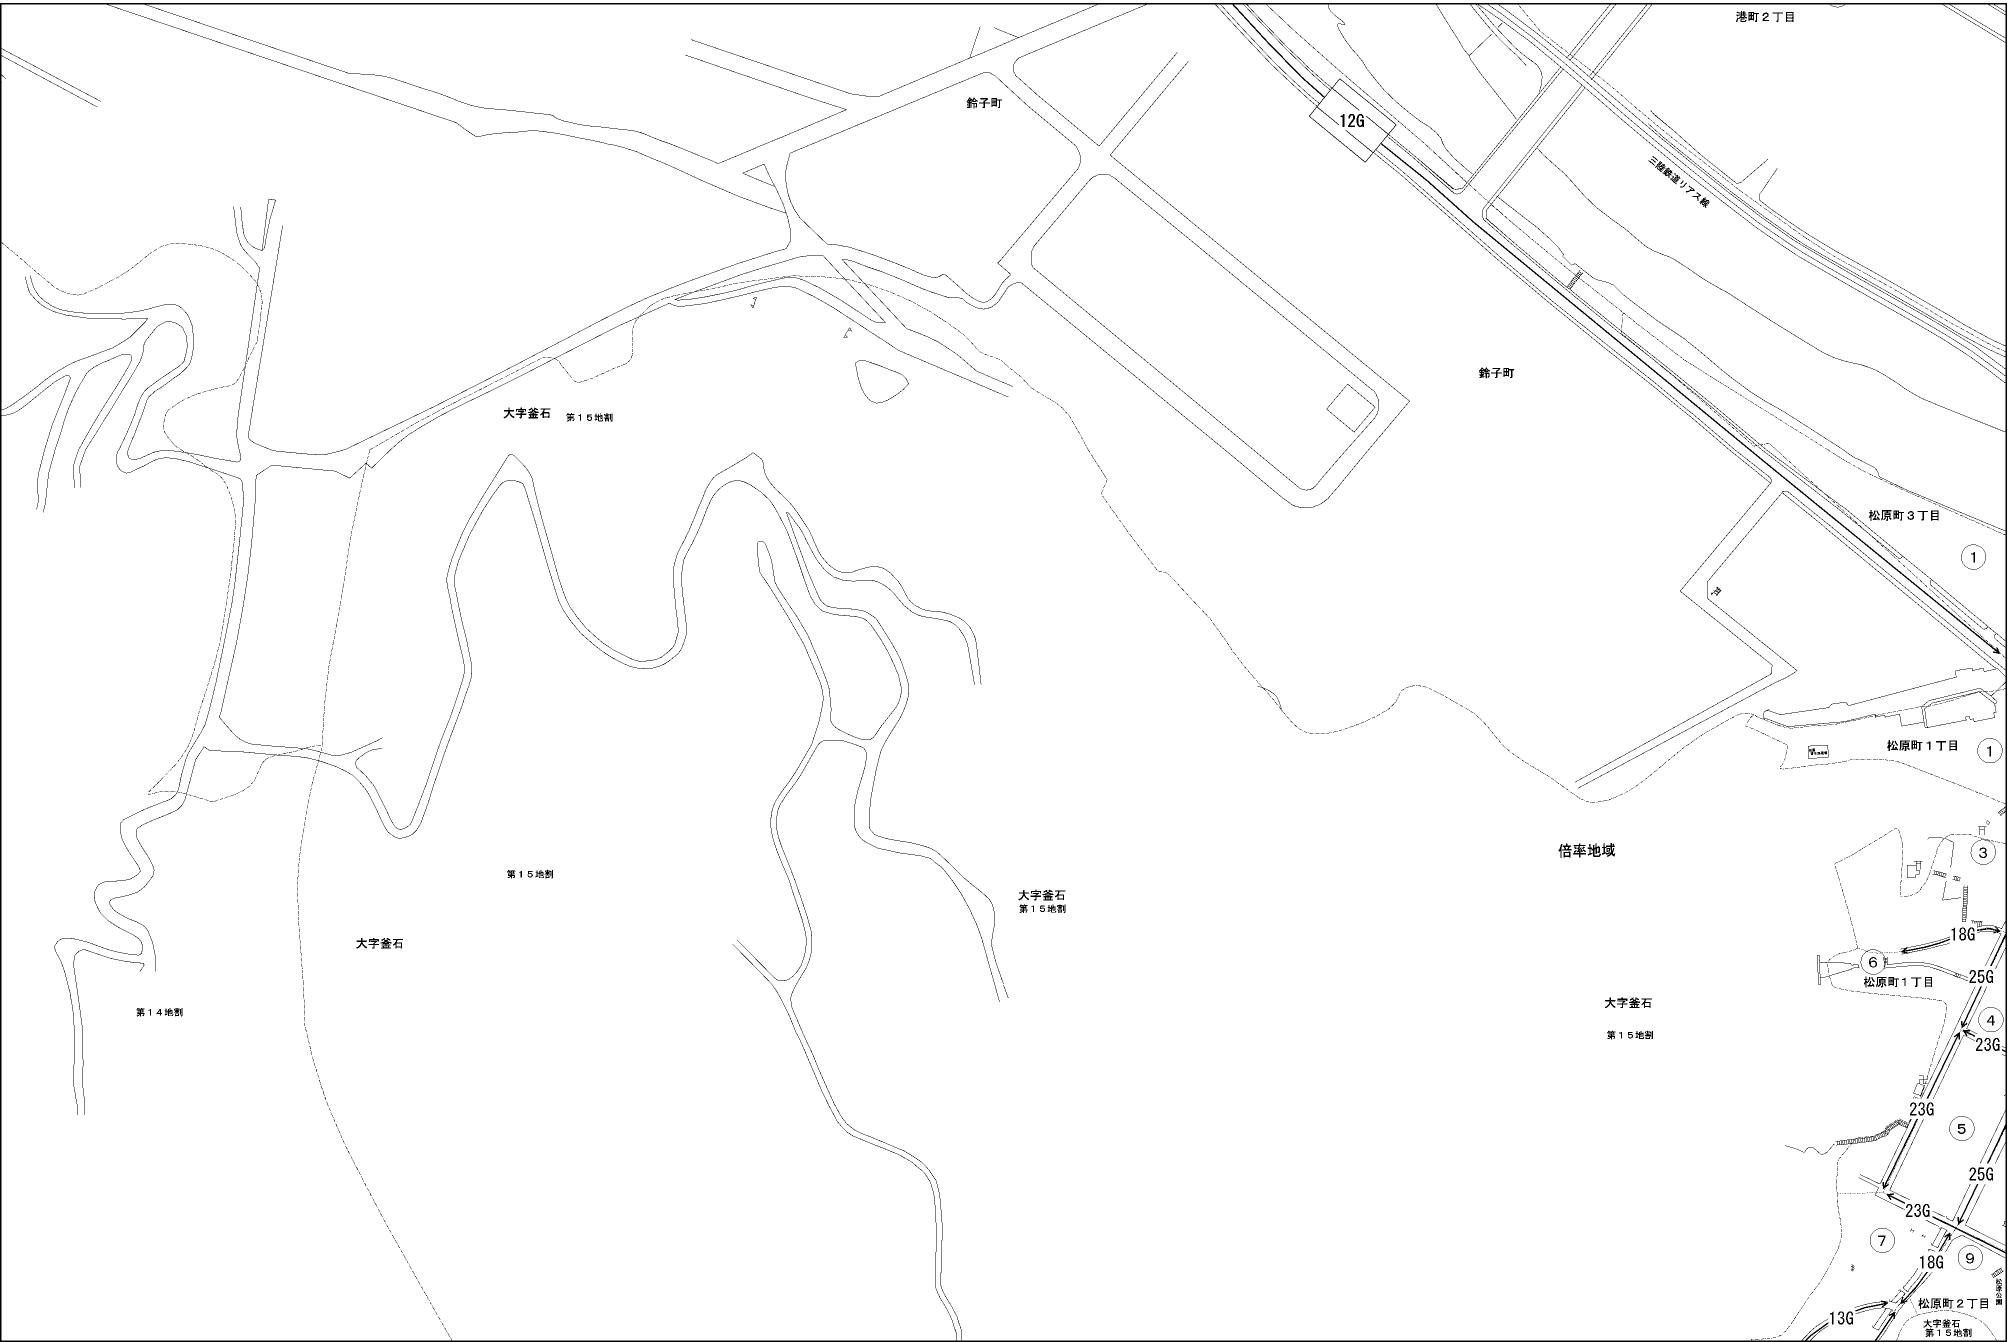 港町２丁目
鈴子町
12G
三陸鉄道リアス線
鈴子町
大字釜石 第１５地割
松原町３丁目
1
松原町１丁目
1
倍率地域
3
第１５地割
大字釜石
第１５地割
大字釜石
18G
6
松原町１丁目
25G
大字釜石
第１５地割
第１４地割
4
23G
23G
5
25G
23G
7
9
18G
松原公園
松原町２丁目
13G
大字釜石
第１５地割